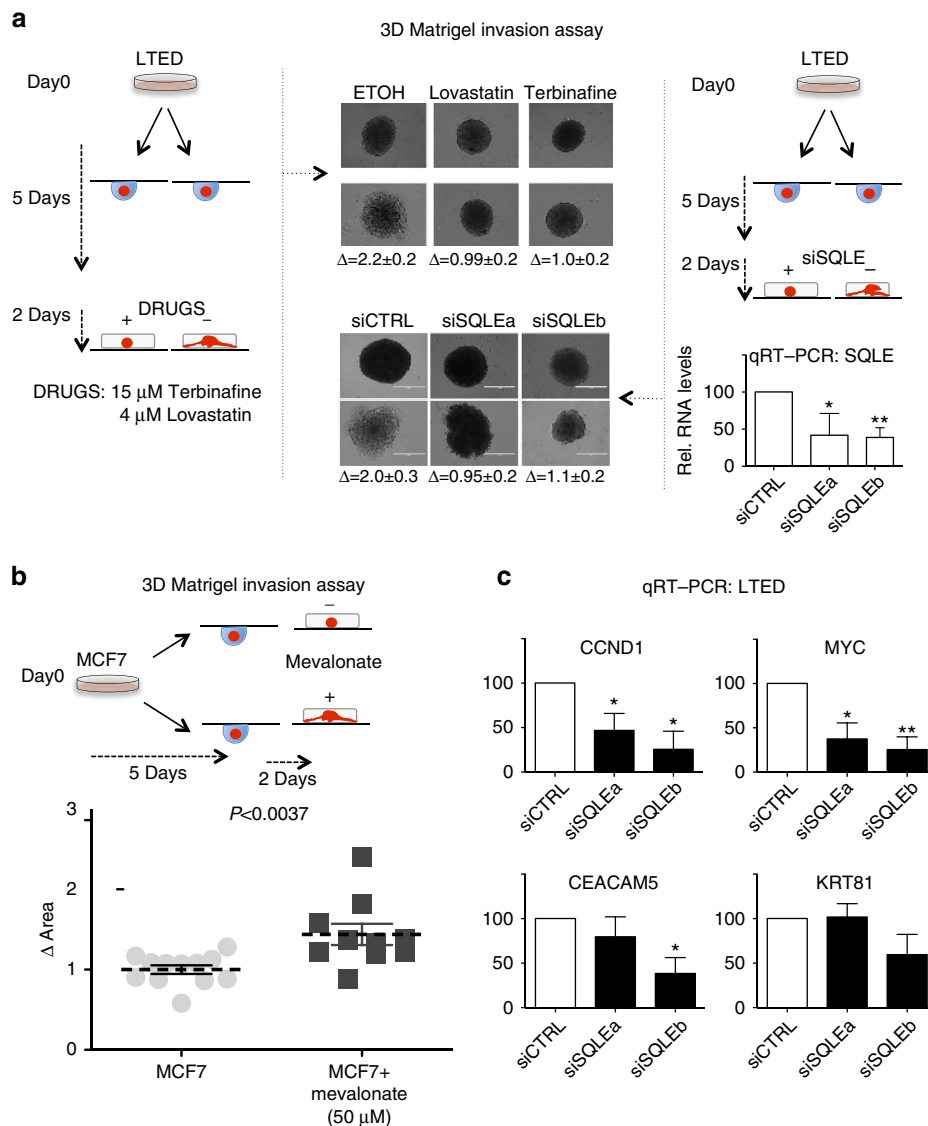 a
3D Matrigel invasion assay
LTED
Day0
5 Days
2 Days
+ DRUGS −
DRUGS: 15 μM Terbinafine
4 μM Lovastatin
ETOH Lovastatin Terbinafine
Δ=2.2±0.2 Δ=0.99±0.2 Δ=1.0±0.2
siCTRL siSQLEa siSQLEb
Δ=2.0±0.3 Δ=0.95±0.2 Δ=1.1±0.2
LTED
Day0
5 Days
2 Days
+ siSQLE −
qRT–PCR: SQLE
Rel. RNA levels
100
50
0
*
**
siCTRL
siSQLEa
siSQLEb
b
3D Matrigel invasion assay
−
MCF7
Day0
Mevalonate
+
5 Days
2 Days
P<0.0037
Δ Area
3
2
1
0
MCF7
MCF7+
mevalonate
(50 μM)
c
qRT–PCR: LTED
CCND1
100
50
0
*
*
siCTRL
siSQLEa
siSQLEb
MYC
100
50
0
*
**
siCTRL
siSQLEa
siSQLEb
CEACAM5
100
50
0
*
siCTRL
siSQLEa
siSQLEb
KRT81
100
50
0
siCTRL
siSQLEa
siSQLEb